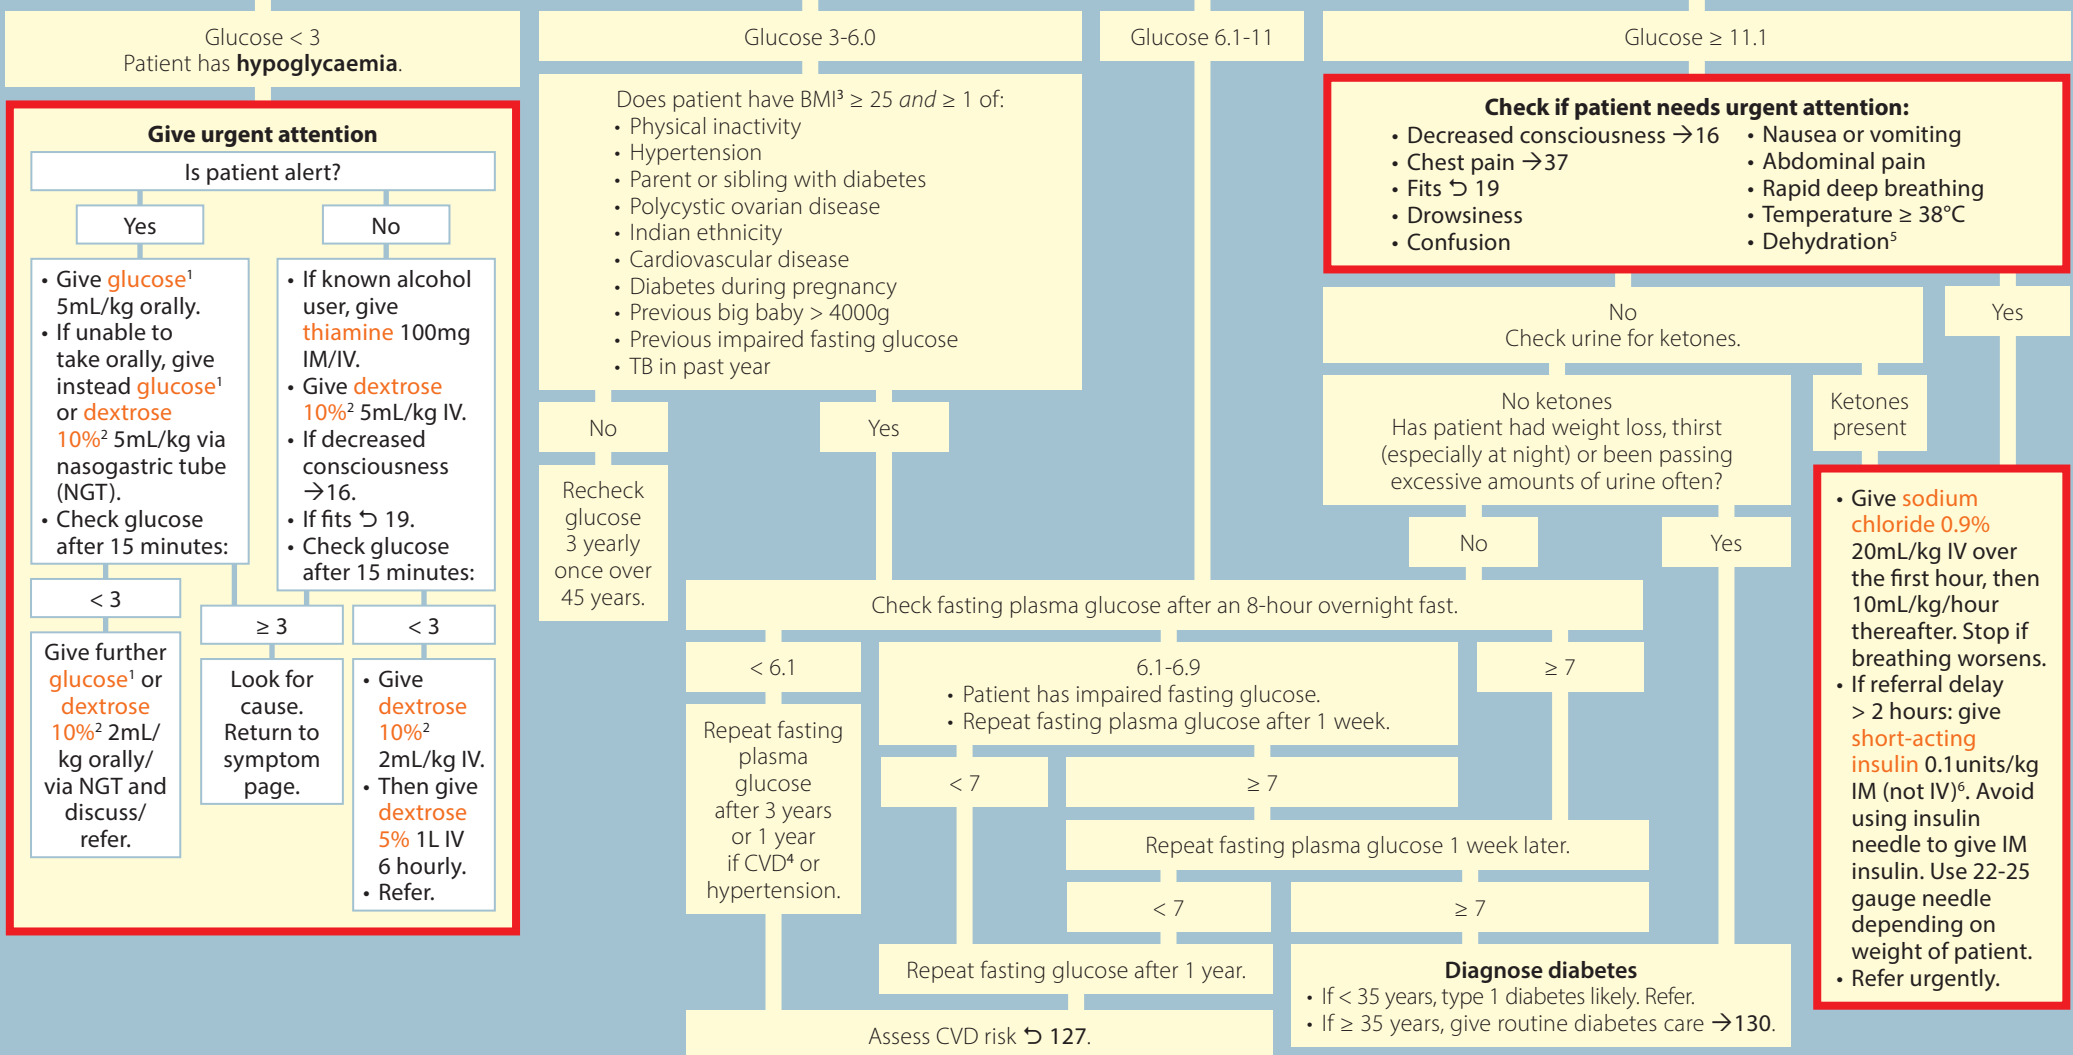 Glucose < 3
Patient has hypoglycaemia.
Give urgent attention
Is patient alert?
Yes
• Give glucose¹
5mL/kg orally.
• If unable to
take orally, give
instead glucose¹
or dextrose
10%² 5mL/kg via
nasogastric tube
(NGT).
• Check glucose
after 15 minutes:
No
• If known alcohol
user, give
thiamine 100mg
IM/IV.
• Give dextrose
10%² 5mL/kg IV.
• If decreased
consciousness
→16.
• If fits ⮌ 19.
• Check glucose
after 15 minutes:
< 3
Give further
glucose¹ or
dextrose
10%² 2mL/
kg orally/
via NGT and
discuss/
refer.
≥ 3
Look for
cause.
Return to
symptom
page.
< 3
• Give
dextrose
10%²
2mL/kg IV.
• Then give
dextrose
5% 1L IV
6 hourly.
• Refer.
Glucose 3-6.0
Does patient have BMI³ ≥ 25 and ≥ 1 of:
• Physical inactivity
• Hypertension
• Parent or sibling with diabetes
• Polycystic ovarian disease
• Indian ethnicity
• Cardiovascular disease
• Diabetes during pregnancy
• Previous big baby > 4000g
• Previous impaired fasting glucose
• TB in past year
No
Recheck
glucose
3 yearly
once over
45 years.
Yes
Glucose 6.1-11
Glucose ≥ 11.1
Check if patient needs urgent attention:
• Decreased consciousness →16
• Chest pain →37
• Fits ⮌ 19
• Drowsiness
• Confusion
• Nausea or vomiting
• Abdominal pain
• Rapid deep breathing
• Temperature ≥ 38°C
• Dehydration⁵
No
Check urine for ketones.
Yes
No ketones
Has patient had weight loss, thirst
(especially at night) or been passing
excessive amounts of urine often?
Ketones
present
No
Yes
• Give sodium
chloride 0.9%
20mL/kg IV over
the first hour, then
10mL/kg/hour
thereafter. Stop if
breathing worsens.
• If referral delay
> 2 hours: give
short-acting
insulin 0.1units/kg
IM (not IV)⁶. Avoid
using insulin
needle to give IM
insulin. Use 22-25
gauge needle
depending on
weight of patient.
• Refer urgently.
Check fasting plasma glucose after an 8-hour overnight fast.
< 6.1
Repeat fasting
plasma
glucose
after 3 years
or 1 year
if CVD⁴ or
hypertension.
6.1-6.9
• Patient has impaired fasting glucose.
• Repeat fasting plasma glucose after 1 week.
≥ 7
< 7
≥ 7
Repeat fasting plasma glucose 1 week later.
< 7
≥ 7
Repeat fasting glucose after 1 year.
Diagnose diabetes
• If < 35 years, type 1 diabetes likely. Refer.
• If ≥ 35 years, give routine diabetes care →130.
Assess CVD risk ⮌ 127.